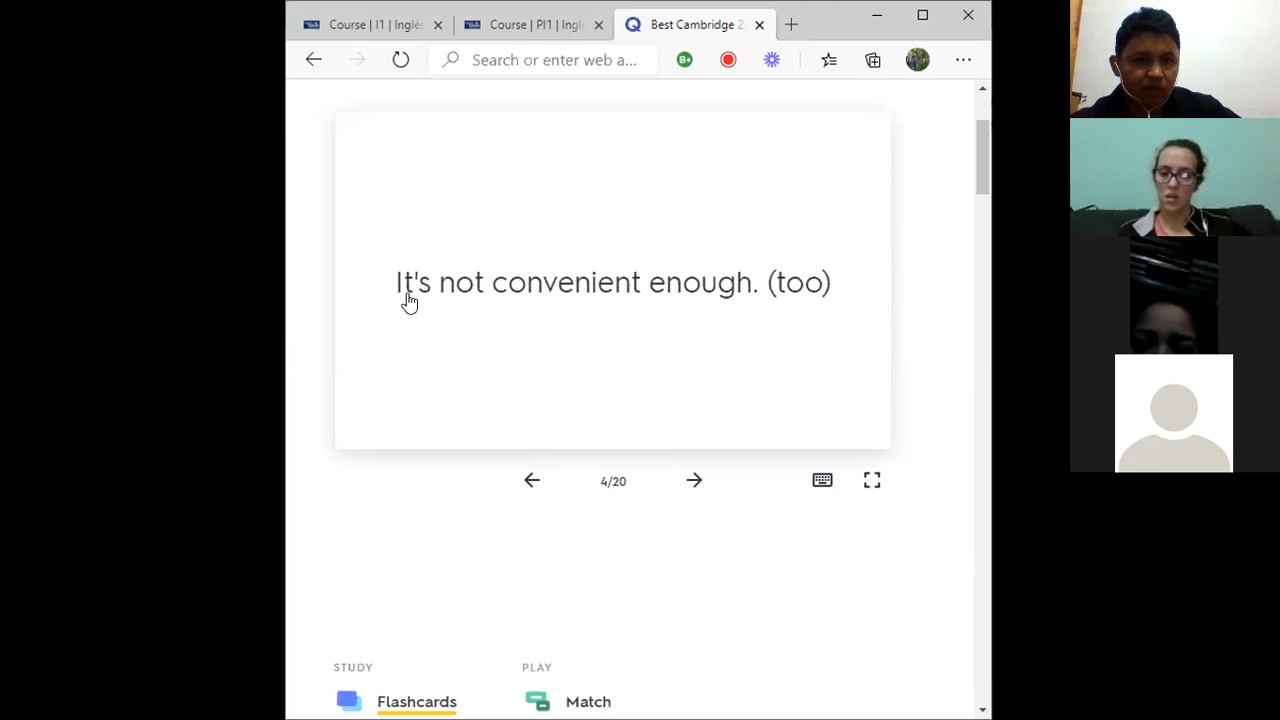 Course | I1 | Inglé
Course | PI1 | Ingl
Best Cambridge 2
Search or enter web a...
It's not convenient enough. (too)
4/20
STUDY
PLAY
Flashcards
Match